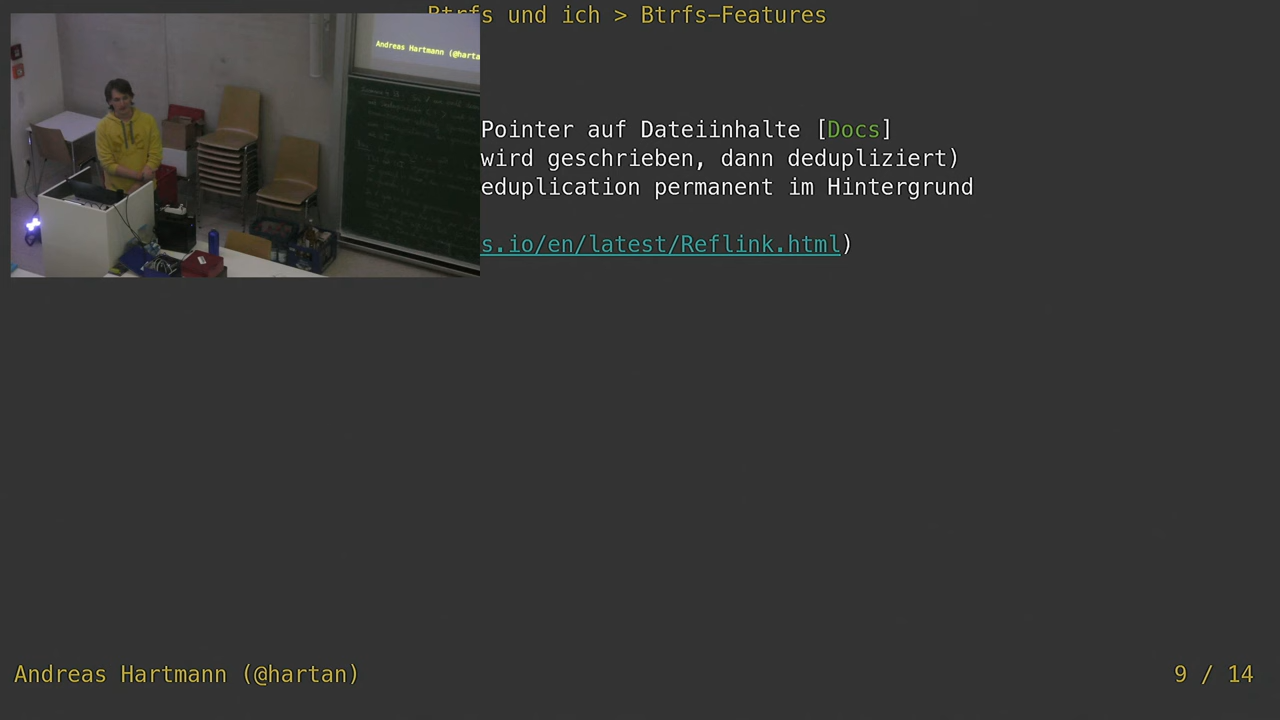 Btrfs und ich > Btrfs-Features
Andreas Hartmann (@harta
Pointer auf Dateiinhalte [Docs]
wird geschrieben, dann dedupliziert)
eduplication permanent im Hintergrund
s.io/en/latest/Reflink.html)
Andreas Hartmann (@hartan)
9 / 14